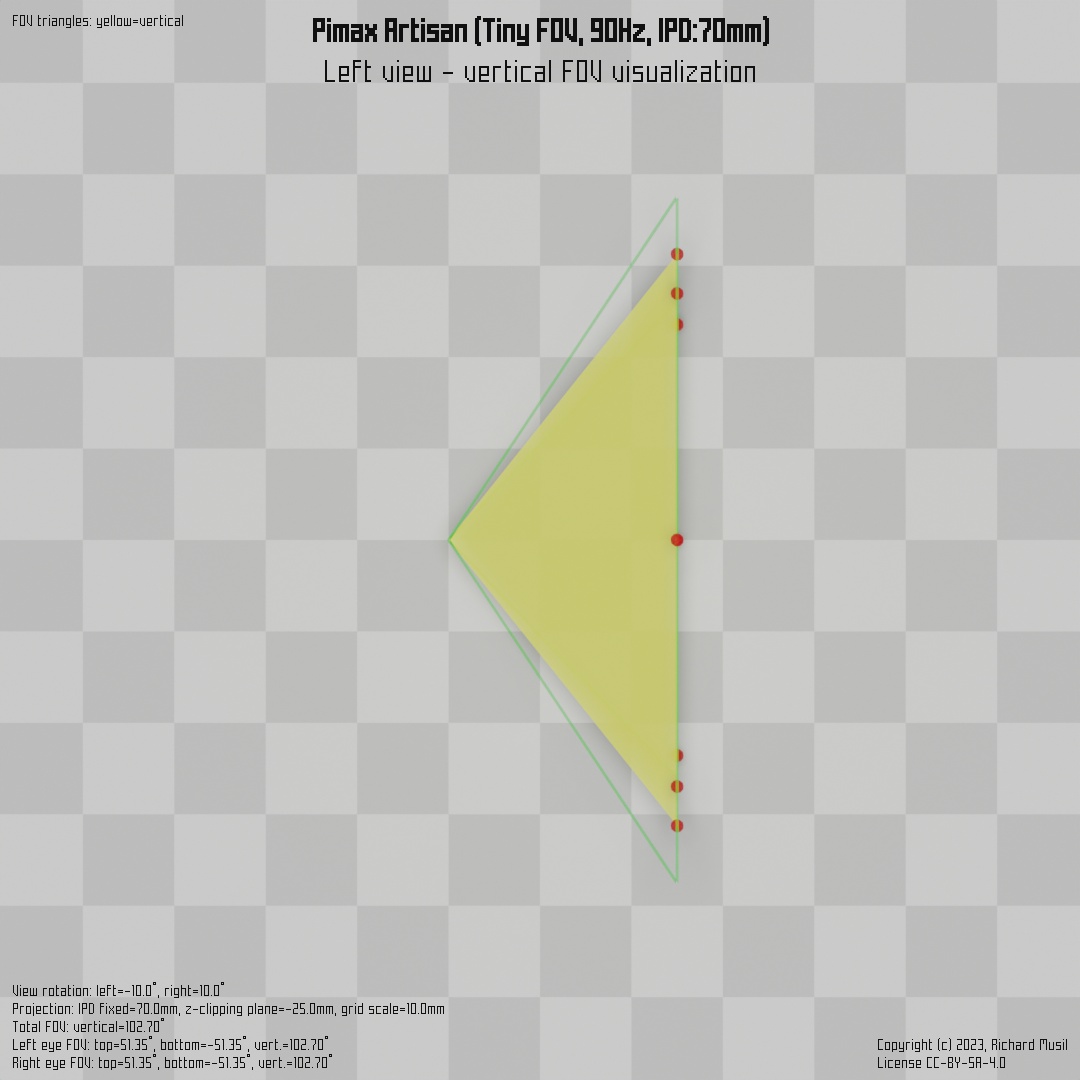 FOV triangles: yellow=vertical
Pimax Artisan (Tiny FOV, 90Hz, IPD:70mm)
Left view - vertical FOV visualization
View rotation: left=-10.0°, right=10.0°
Projection: IPD fixed=70.0mm, z-clipping plane=-25.0mm, grid scale=10.0mm
Total FOV: vertical=102.70°
Left eye FOV: top=51.35°, bottom=-51.35°, vert.=102.70°
Right eye FOV: top=51.35°, bottom=-51.35°, vert.=102.70°
Copyright (c) 2023, Richard Musil
License CC-BY-SA-4.0